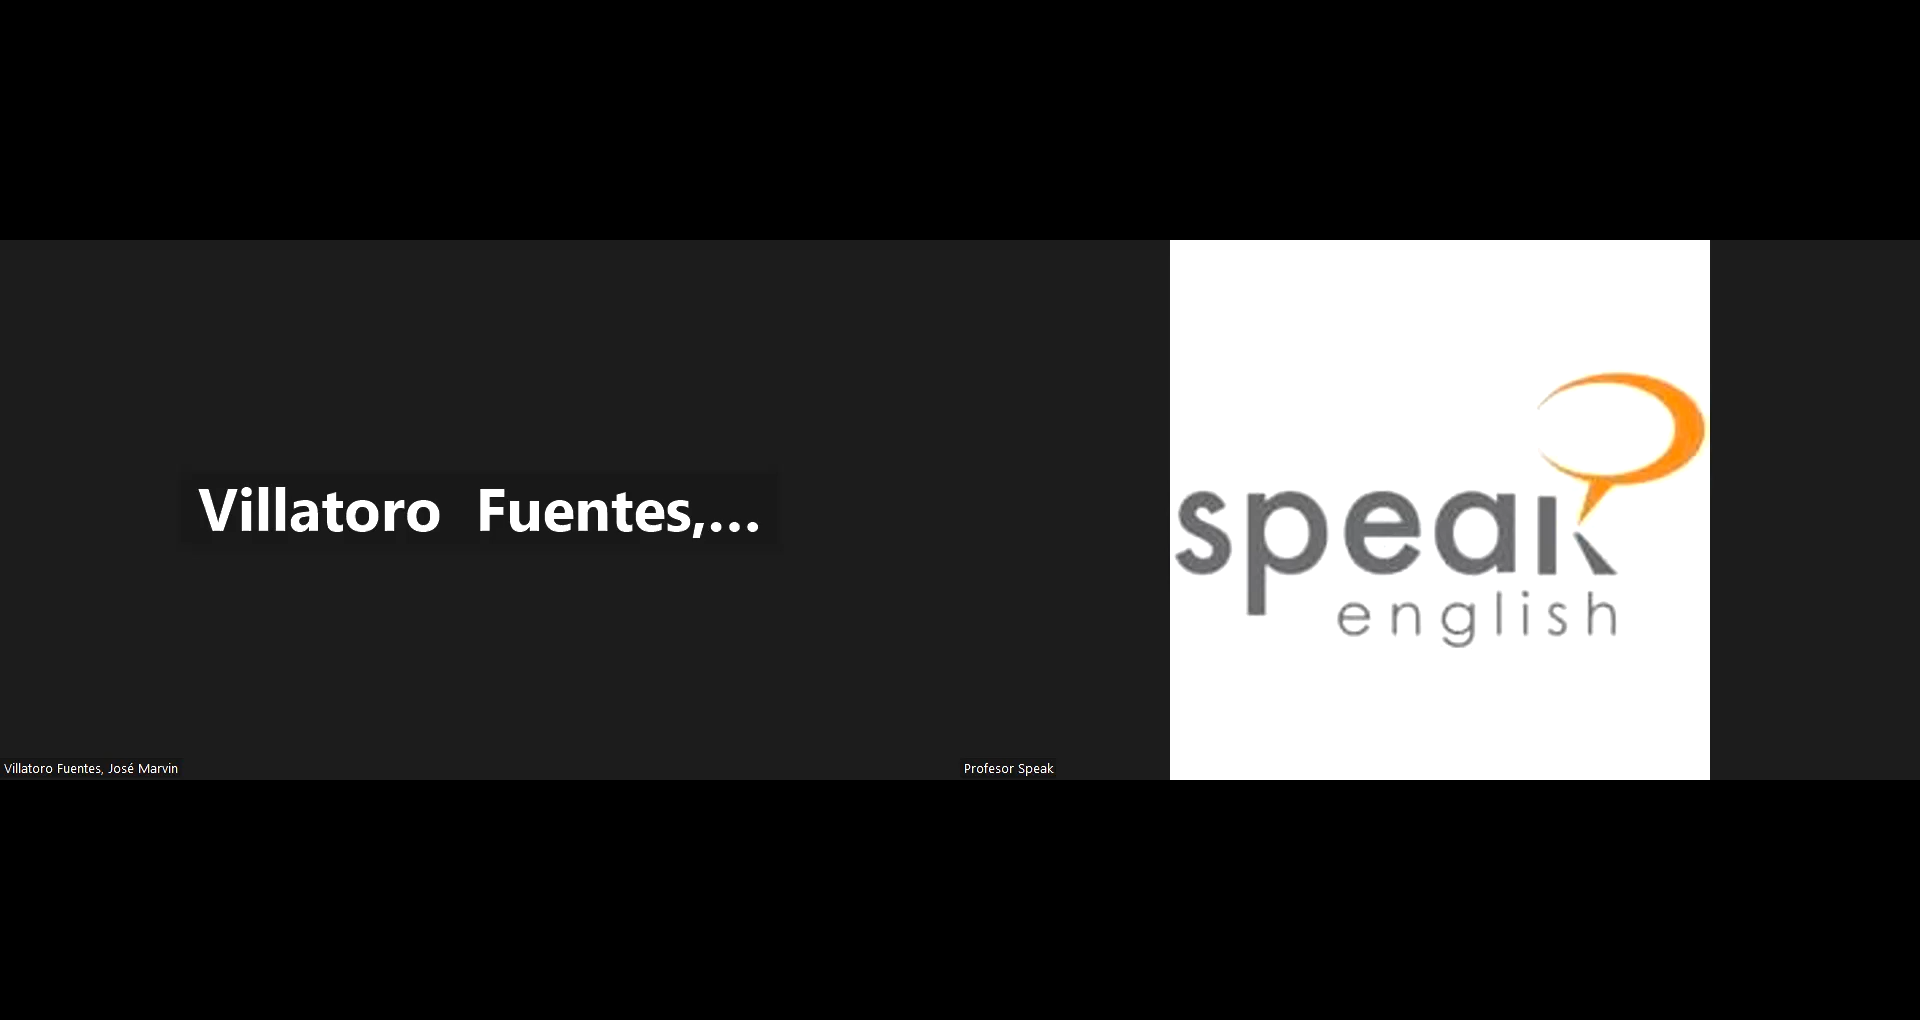 Villatoro Fuentes,...
Villatoro Fuentes, José Marvin
speak
english
Profesor Speak